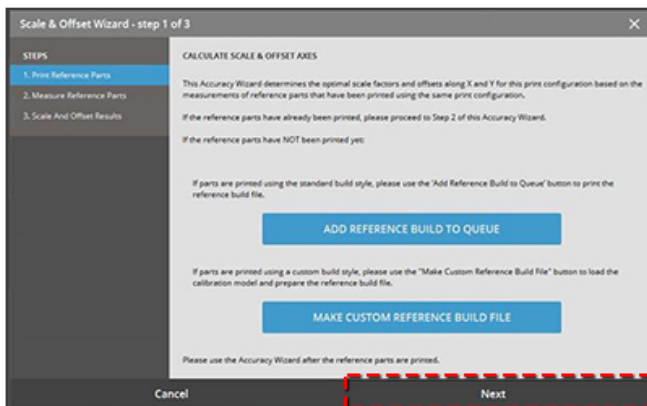 Scale & Offset Wizard - step 1 of 3
STEPS
1. Print Reference Parts
2. Measure Reference Parts
3. Scale And Offset Results
CALCULATE SCALE & OFFSET AXES
This Accuracy Wizard determines the optimal scale factors and offsets along X and Y for this print configuration based on the
measurements of reference parts that have been printed using the same print configuration.
If the reference parts have already been printed, please proceed to Step 2 of this Accuracy Wizard.
If the reference parts have NOT been printed yet:
If parts are printed using the standard build style, please use the 'Add Reference Build to Queue' button to print the
reference build file.
ADD REFERENCE BUILD TO QUEUE
If parts are printed using a custom build style, please use the "Make Custom Reference Build File" button to load the
calibration model and prepare the reference build file.
MAKE CUSTOM REFERENCE BUILD FILE
Please use the Accuracy Wizard after the reference parts are printed.
Cancel
Next